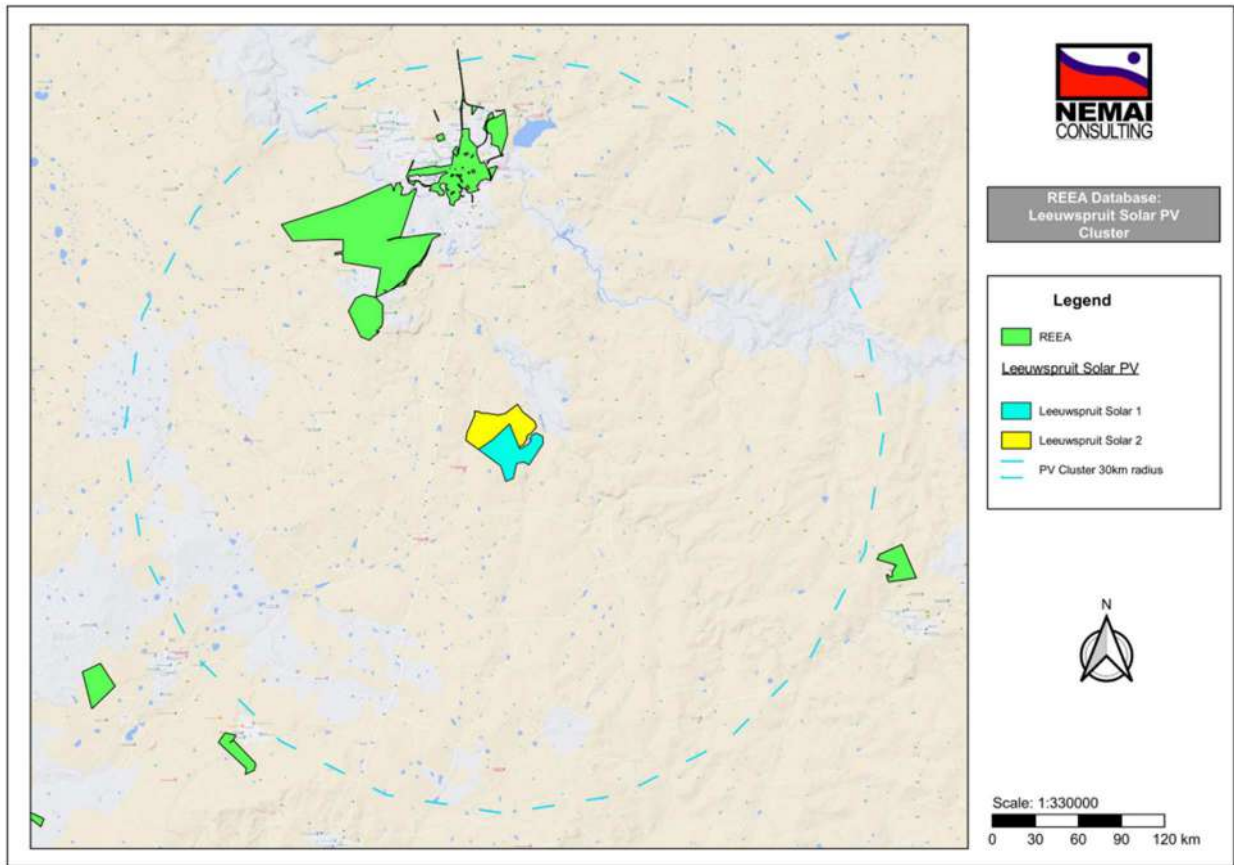 NEMAI
CONSULTING
REEA Database:
Leeuwspruit Solar PV
Cluster
Legend
REEA
Leeuwspruit Solar PV
Leeuwspruit Solar 1
Leeuwspruit Solar 2
PV Cluster 30km radius
N
Scale: 1:330000
0 30 60 90 120 km